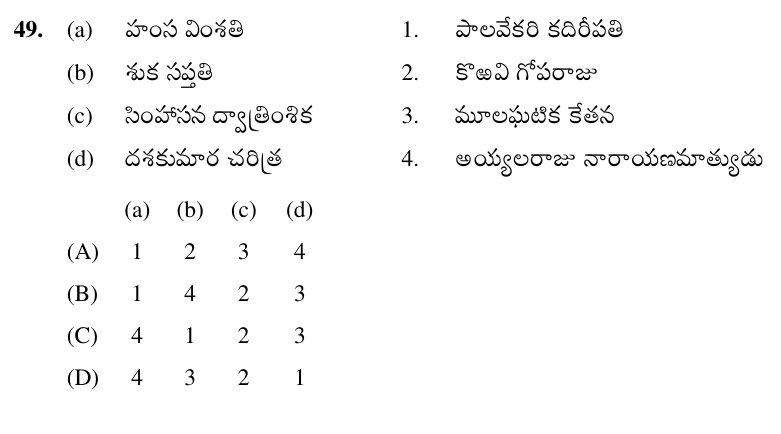 49. (a) హంస వింశతి 1. పాలవేకరి కదిరీపతి
(b) శుక సప్తతి 2. కొఱవి గోపరాజు
(c) సింహాసన ద్వాత్రింశిక 3. మూలఘటిక కేతన
(d) దశకుమార చరిత్ర 4. అయ్యలరాజు నారాయణమాత్యుడు
(a) (b) (c) (d)
(A) 1 2 3 4
(B) 1 4 2 3
(C) 4 1 2 3
(D) 4 3 2 1